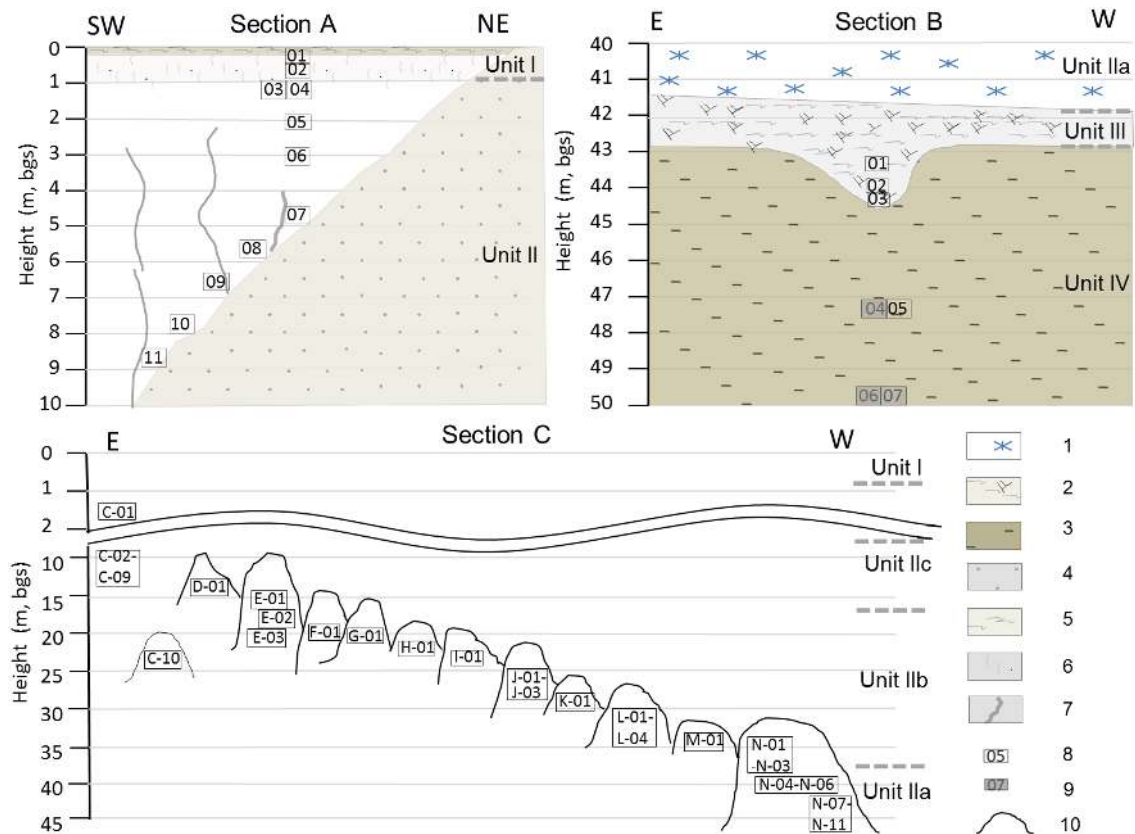 SW Section A NE
Height (m, bgs)
0
1
2
3
4
5
6
7
8
9
10
01
02
03 04
05
06
07
08
09
10
11
Unit I
Unit II
E Section B W
Height (m, bgs)
40
41
42
43
44
45
46
47
48
49
50
01
02
03
04 05
06 07
Unit IIa
Unit III
Unit IV
E Section C W
Height (m, bgs)
0
1
2
10
15
20
25
30
35
40
45
C-01
C-02-
C-09
C-10
D-01
E-01
E-02
E-03
F-01
G-01
H-01
I-01
J-01-
J-03
K-01
L-01-
L-04
M-01
N-01
-N-03
N-04-N-06
N-07-
N-11
Unit I
Unit IIc
Unit IIb
Unit IIa
1
2
3
4
5
6
7
05 8
07 9
10